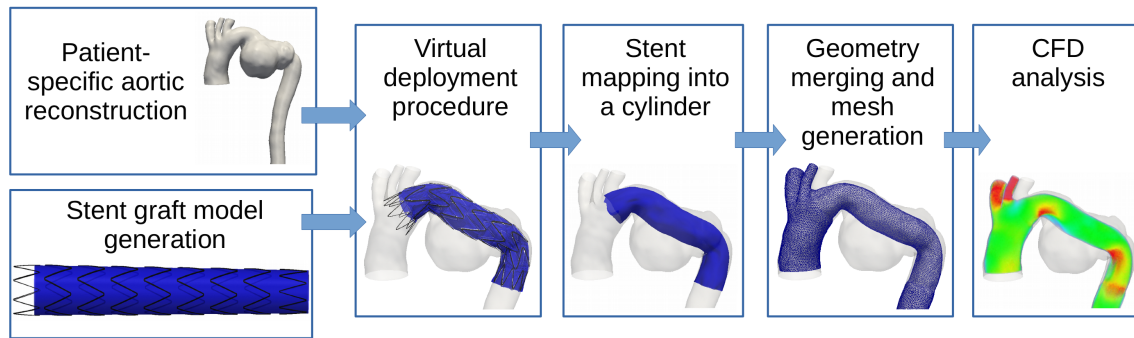 Patient-
specific aortic
reconstruction
Stent graft model
generation
Virtual
deployment
procedure
Stent
mapping into
a cylinder
Geometry
merging and
mesh
generation
CFD
analysis